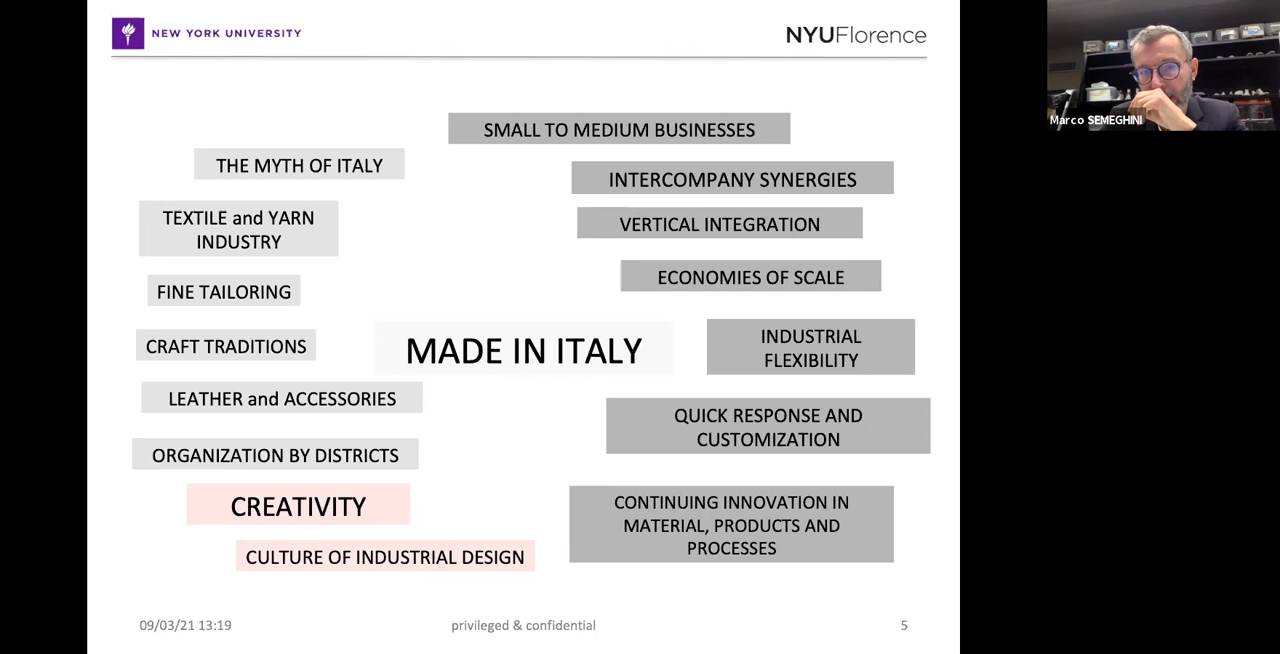 NEW YORK UNIVERSITY
NYUFlorence
Marco SEMEGHINI
SMALL TO MEDIUM BUSINESSES
THE MYTH OF ITALY
INTERCOMPANY SYNERGIES
TEXTILE and YARN
INDUSTRY
VERTICAL INTEGRATION
FINE TAILORING
ECONOMIES OF SCALE
CRAFT TRADITIONS
MADE IN ITALY
INDUSTRIAL
FLEXIBILITY
LEATHER and ACCESSORIES
QUICK RESPONSE AND
CUSTOMIZATION
ORGANIZATION BY DISTRICTS
CREATIVITY
CONTINUING INNOVATION IN
MATERIAL, PRODUCTS AND
PROCESSES
CULTURE OF INDUSTRIAL DESIGN
09/03/21 13:19
privileged & confidential
5